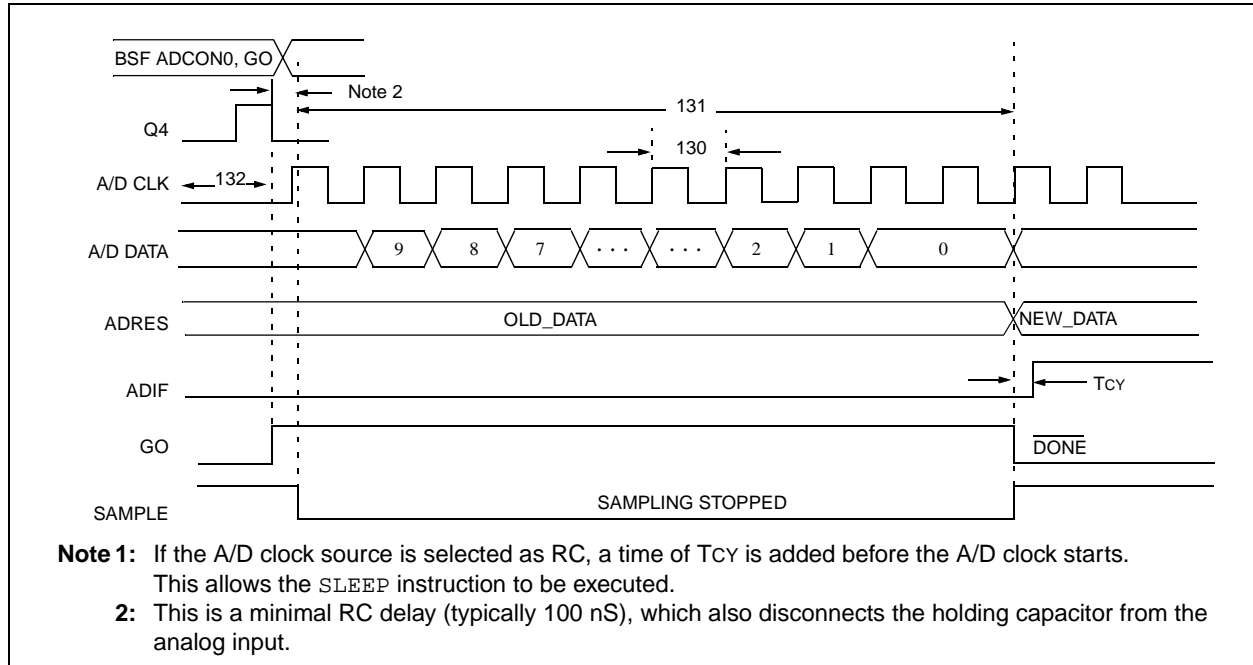 BSF ADCON0, GO
Note 2
131
Q4
130
A/D CLK
132
A/D DATA
9 8 7 · · · · · · 2 1 0
ADRES
OLD_DATA
NEW_DATA
ADIF
TCY
GO
DONE
SAMPLE
SAMPLING STOPPED
Note 1: If the A/D clock source is selected as RC, a time of TCY is added before the A/D clock starts.
This allows the SLEEP instruction to be executed.
2: This is a minimal RC delay (typically 100 nS), which also disconnects the holding capacitor from the
analog input.